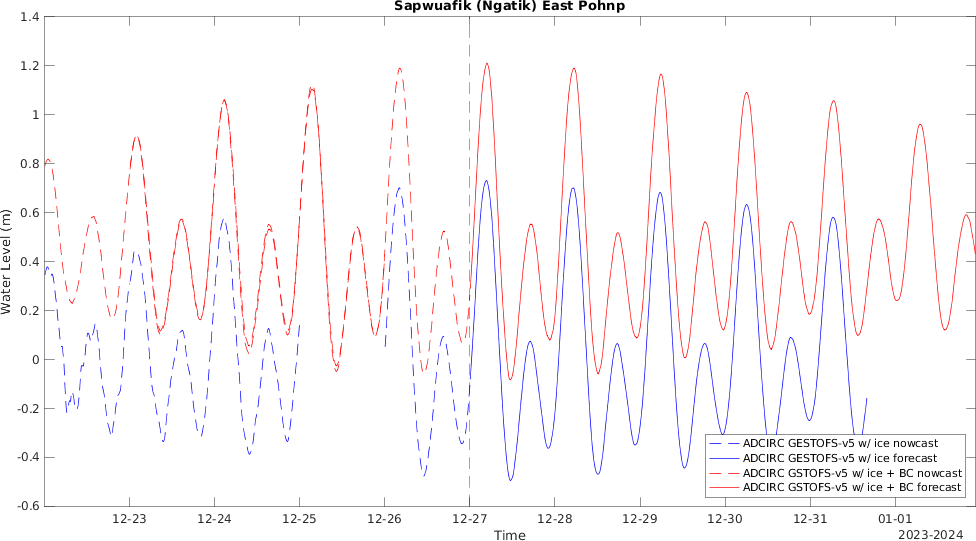 Sapwuafik (Ngatik) East Pohnp
1.4
1.2
1
0.8
0.6
0.4
0.2
0
-0.2
-0.4
-0.6
Water Level (m)
ADCIRC GESTOFS-v5 w/ ice nowcast
ADCIRC GESTOFS-v5 w/ ice forecast
ADCIRC GSTOFS-v5 w/ ice + BC nowcast
ADCIRC GSTOFS-v5 w/ ice + BC forecast
12-23 12-24 12-25 12-26 12-27 12-28 12-29 12-30 12-31 01-01
Time
2023-2024